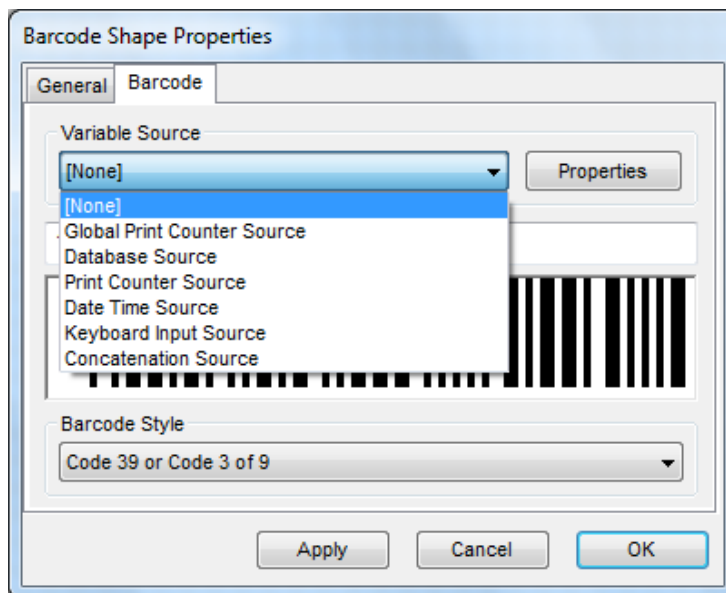 Barcode Shape Properties
General Barcode
Variable Source
[None] Properties
[None]
Global Print Counter Source
Database Source
Print Counter Source
Date Time Source
Keyboard Input Source
Concatenation Source
Barcode Style
Code 39 or Code 3 of 9
Apply Cancel OK